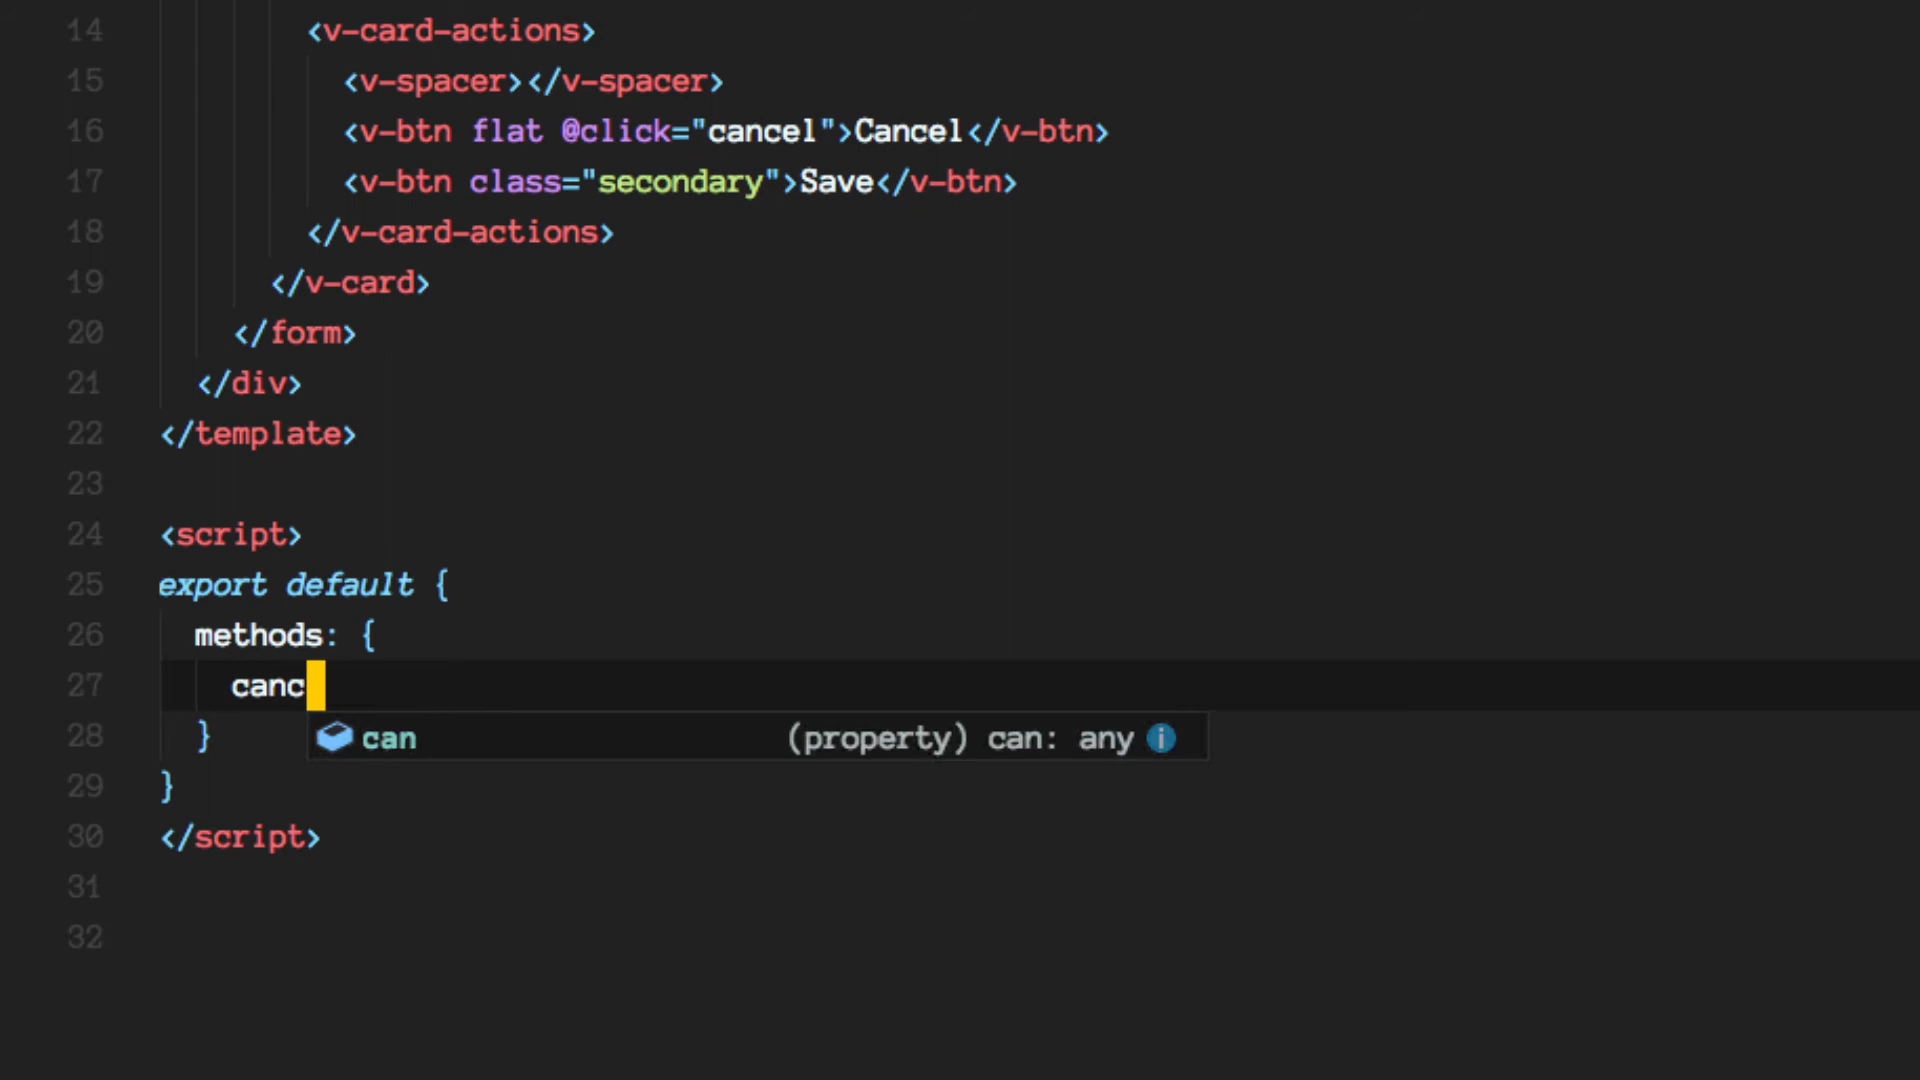 14 <v-card-actions>
15 <v-spacer></v-spacer>
16 <v-btn flat @click="cancel">Cancel</v-btn>
17 <v-btn class="secondary">Save</v-btn>
18 </v-card-actions>
19 </v-card>
20 </form>
21 </div>
22 </template>
23
24 <script>
25 export default {
26 methods: {
27 canc
can (property) can: any i
28 }
29 }
30 </script>
31
32